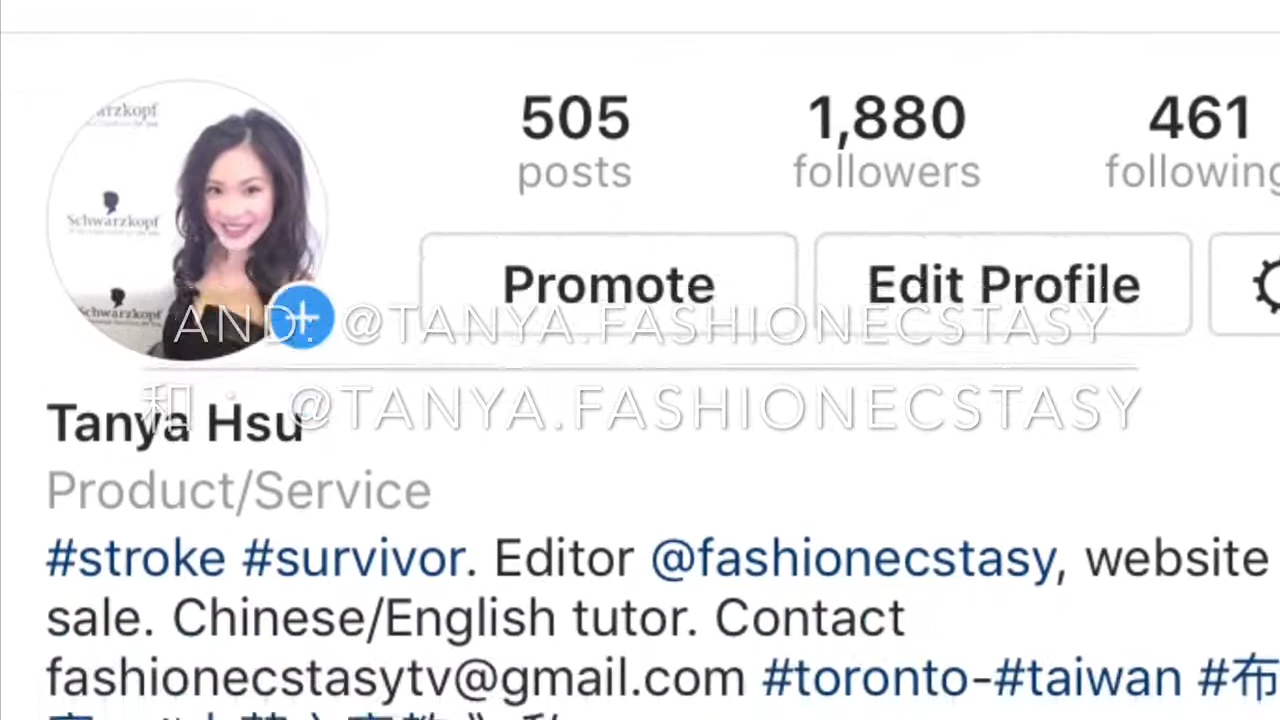 arzkopf
505 1,880 461
posts followers following
Schwarzkopf
Promote Edit Profile
Schwarzkopf
AND: @TANYA.FASHIONECSTASY
和： @TANYA.FASHIONECSTASY
Tanya Hsu
Product/Service
#stroke #survivor. Editor @fashionecstasy, website
sale. Chinese/English tutor. Contact
fashionecstasytv@gmail.com #toronto-#taiwan #布